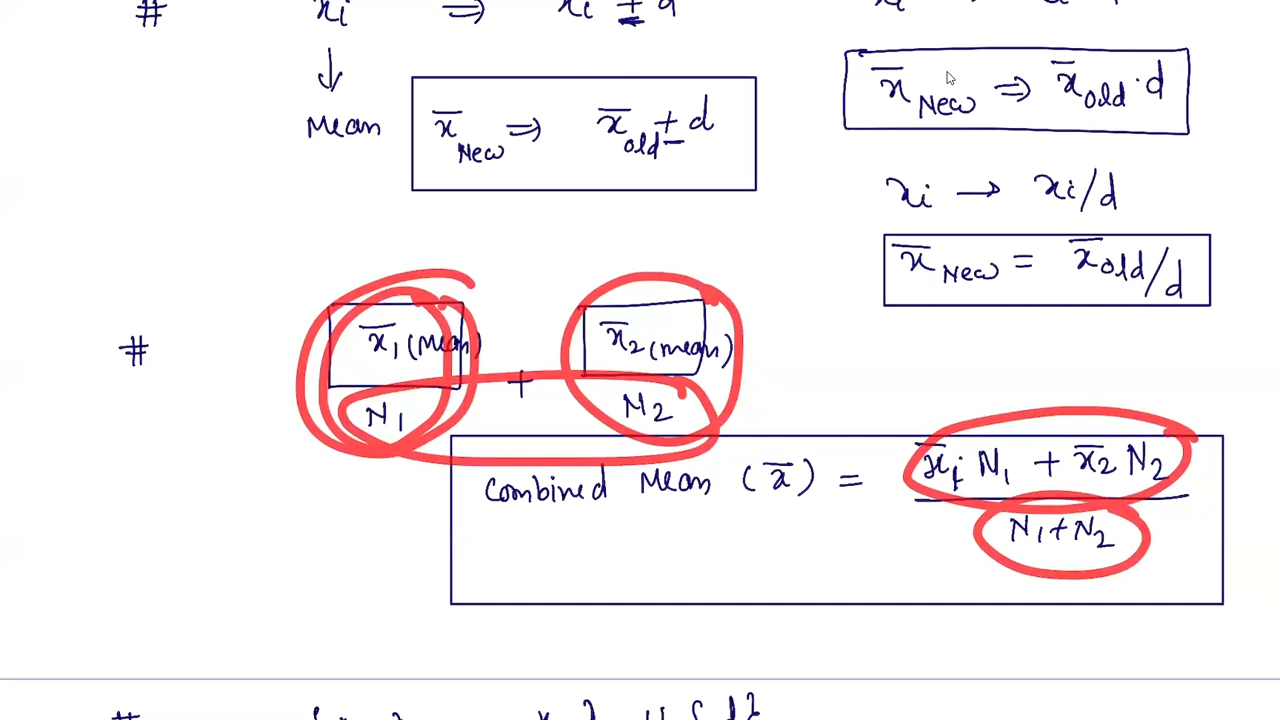 # xi ⇒ xi ± d
↓
Mean
x̄ New ⇒ x̄ old ± d
x̄ New ⇒ x̄ old · d
xi → xi/d
x̄ New = x̄ old/d
# x̄1 (Mean) + x̄2 (mean)
N1 N2
Combined Mean (x̄) = x̄1 N1 + x̄2 N2
N1+N2